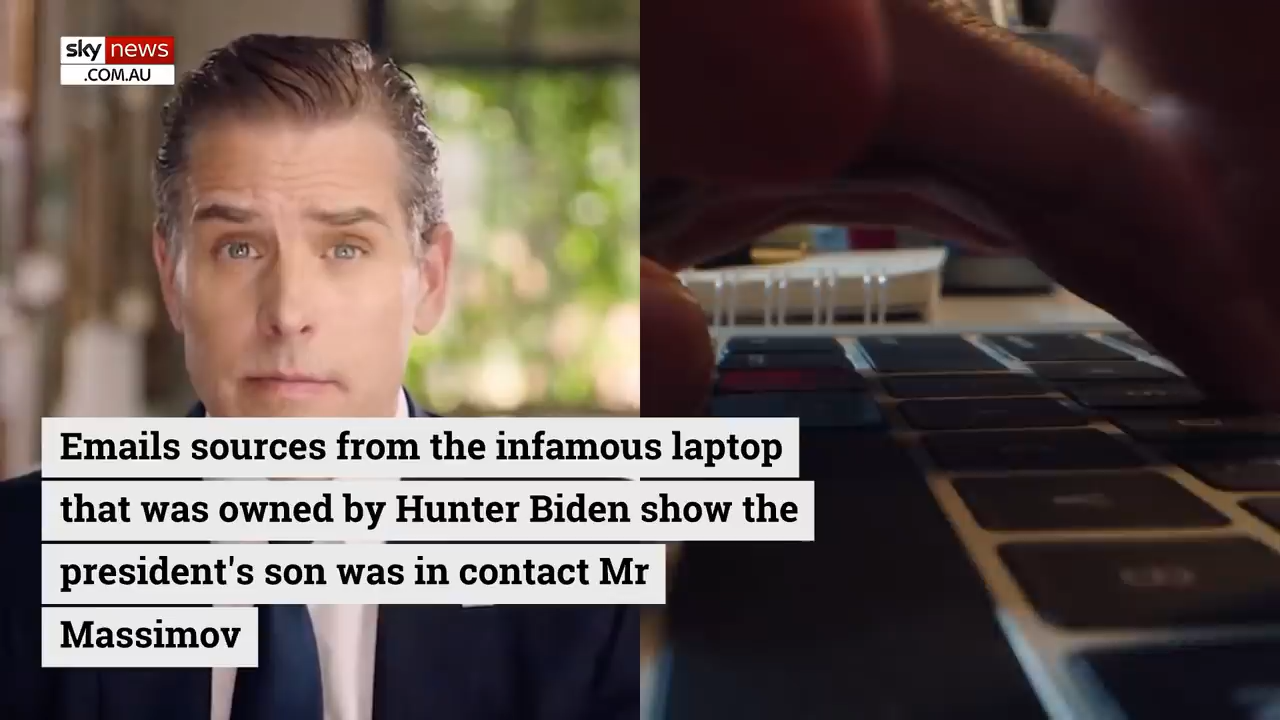 sky news
.COM.AU
Emails sources from the infamous laptop
that was owned by Hunter Biden show the
president's son was in contact Mr
Massimov